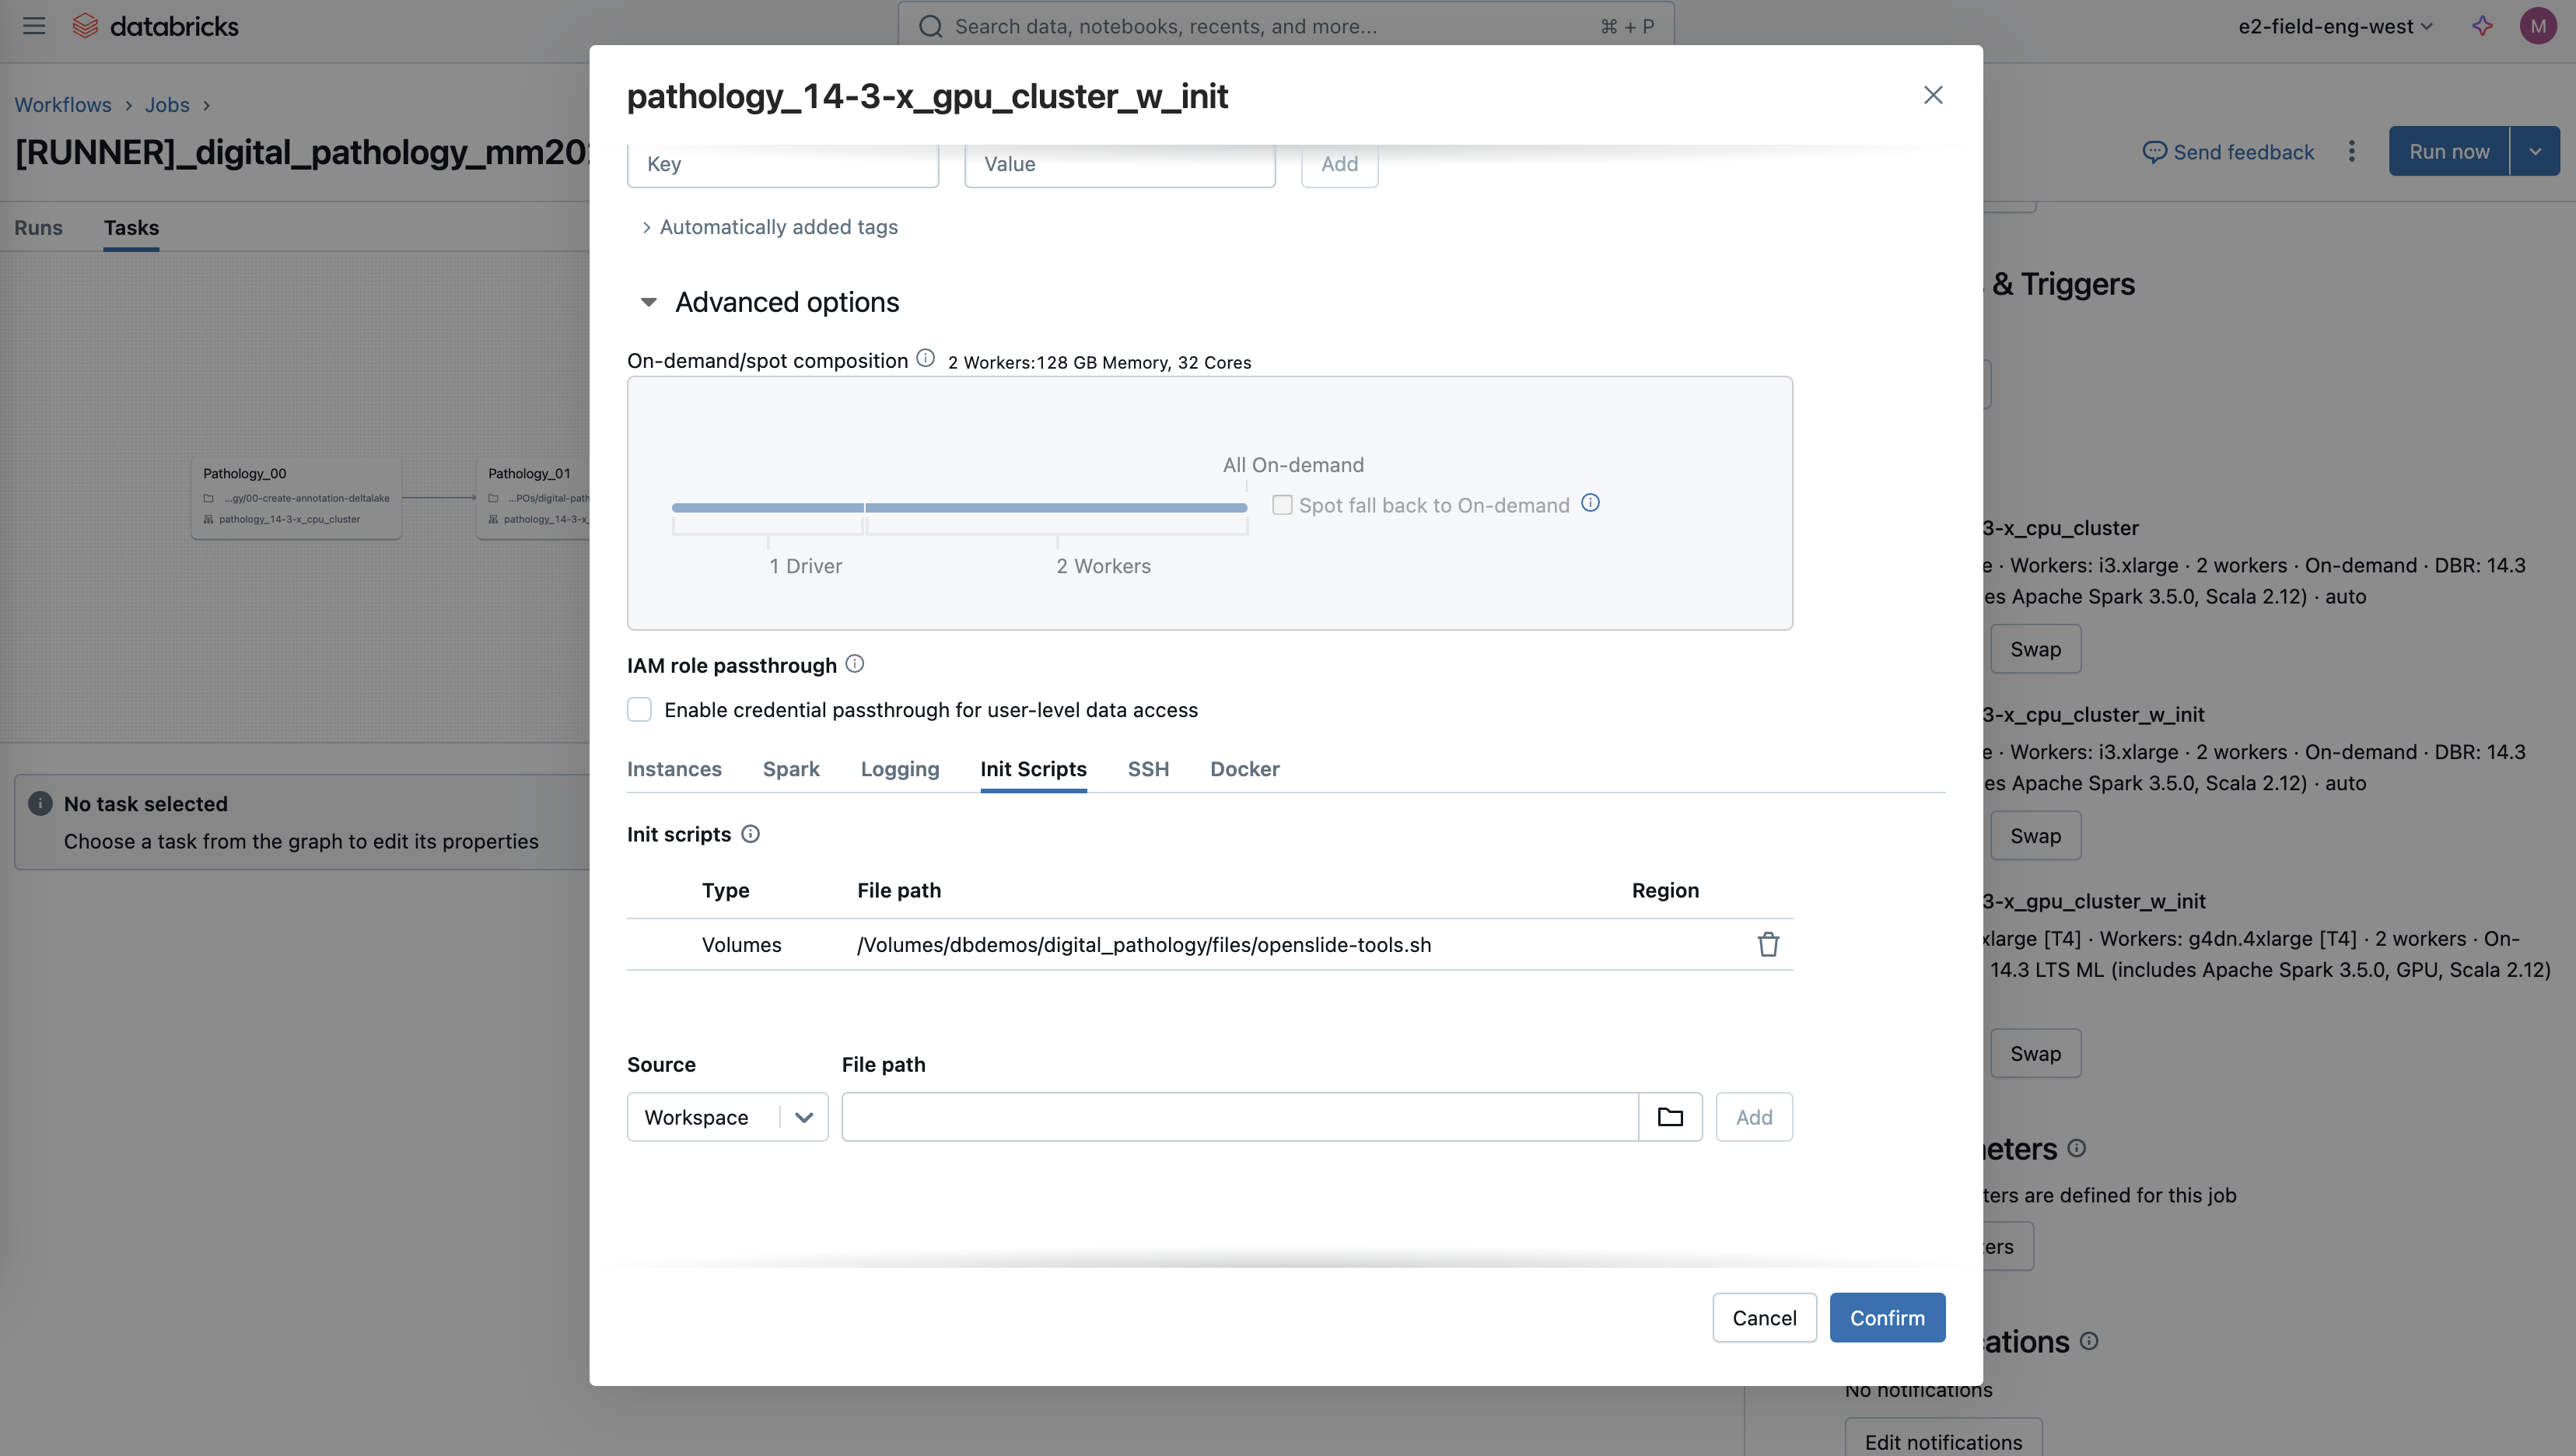 databricks
Search data, notebooks, recents, and more...
⌘ + P
e2-field-eng-west
M
Workflows > Jobs >
[RUNNER]_digital_pathology_mm20
Send feedback
Run now
Runs
Tasks
Pathology_00
...gy/00-create-annotation-deltalake
pathology_14-3-x_cpu_cluster
Pathology_01
...POs/digital-path
pathology_14-3-x_
No task selected
Choose a task from the graph to edit its properties
pathology_14-3-x_gpu_cluster_w_init
Key
Value
Add
Automatically added tags
Advanced options
On-demand/spot composition
2 Workers:128 GB Memory, 32 Cores
All On-demand
Spot fall back to On-demand
1 Driver
2 Workers
IAM role passthrough
Enable credential passthrough for user-level data access
Instances
Spark
Logging
Init Scripts
SSH
Docker
Init scripts
Type
File path
Region
Volumes
/Volumes/dbdemos/digital_pathology/files/openslide-tools.sh
Source
File path
Workspace
Add
Cancel
Confirm
& Triggers
3-x_cpu_cluster
e · Workers: i3.xlarge · 2 workers · On-demand · DBR: 14.3
es Apache Spark 3.5.0, Scala 2.12) · auto
Swap
3-x_cpu_cluster_w_init
e · Workers: i3.xlarge · 2 workers · On-demand · DBR: 14.3
es Apache Spark 3.5.0, Scala 2.12) · auto
Swap
3-x_gpu_cluster_w_init
xlarge [T4] · Workers: g4dn.4xlarge [T4] · 2 workers · On-
14.3 LTS ML (includes Apache Spark 3.5.0, GPU, Scala 2.12)
Swap
eters
ters are defined for this job
ers
ations
No notifications
Edit notifications